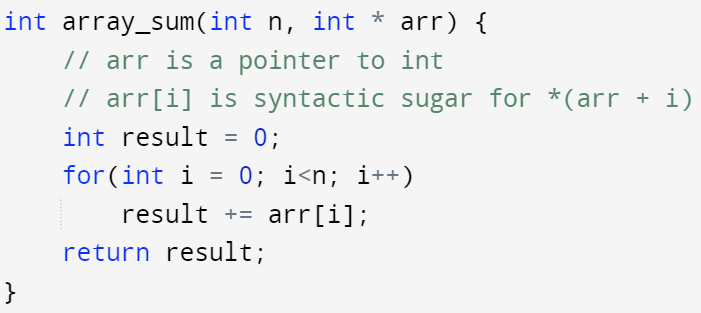 int array_sum(int n, int * arr) {
// arr is a pointer to int
// arr[i] is syntactic sugar for *(arr + i)
int result = 0;
for(int i = 0; i<n; i++)
result += arr[i];
return result;
}